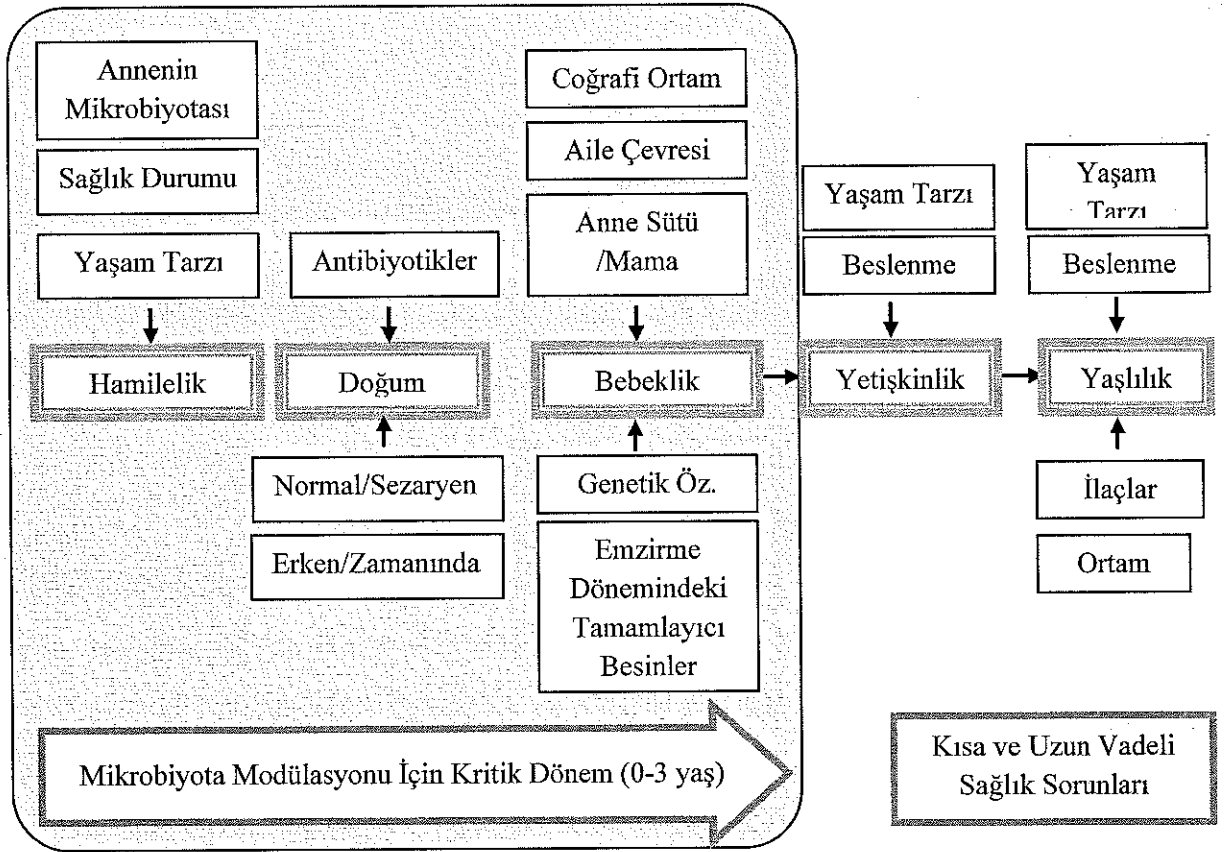 Annenin
Mikrobiyotası
Sağlık Durumu
Yaşam Tarzı
Hamilelik
Antibiyotikler
Doğum
Normal/Sezaryen
Erken/Zamanında
Coğrafi Ortam
Aile Çevresi
Anne Sütü
/Mama
Bebeklik
Genetik Öz.
Emzirme
Dönemindeki
Tamamlayıcı
Besinler
Yaşam Tarzı
Beslenme
Yetişkinlik
Yaşam
Tarzı
Beslenme
Yaşlılık
İlaçlar
Ortam
Mikrobiyota Modülasyonu İçin Kritik Dönem (0-3 yaş)
Kısa ve Uzun Vadeli
Sağlık Sorunları